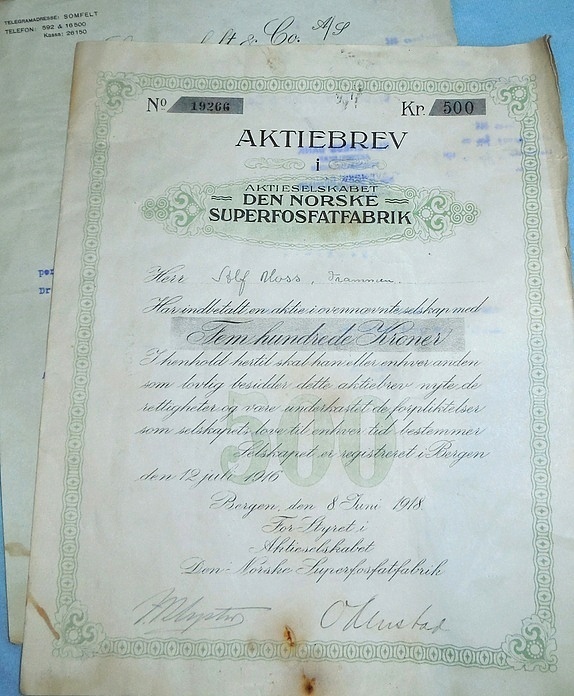 TELEGRAMADRESSE: SOMFELT
TELEFON: 592 & 16500
Kassa: 26150
& Co. A/S
No 19266
Kr. 500
AKTIEBREV
i
AKTIESELSKABET
DEN NORSKE
SUPERFOSFATFABRIK
Herr Moss, Drammen.
Har indbetalt en aktie i ovennævnte selskap med
Fem hundrede Kroner
I henhold hertil skal han eller enhver anden
som lovlig besidder dette aktiebrev nyte de
rettigheter og være underkastet de forpliktelser
som selskapets love til enhver tid bestemmer
Selskapet er registreret i Bergen
den 12 juli 1916
500
Bergen, den 8 Juni 1918.
For Styret i
Aktieselskabet
Den Norske Superfosfatfabrik